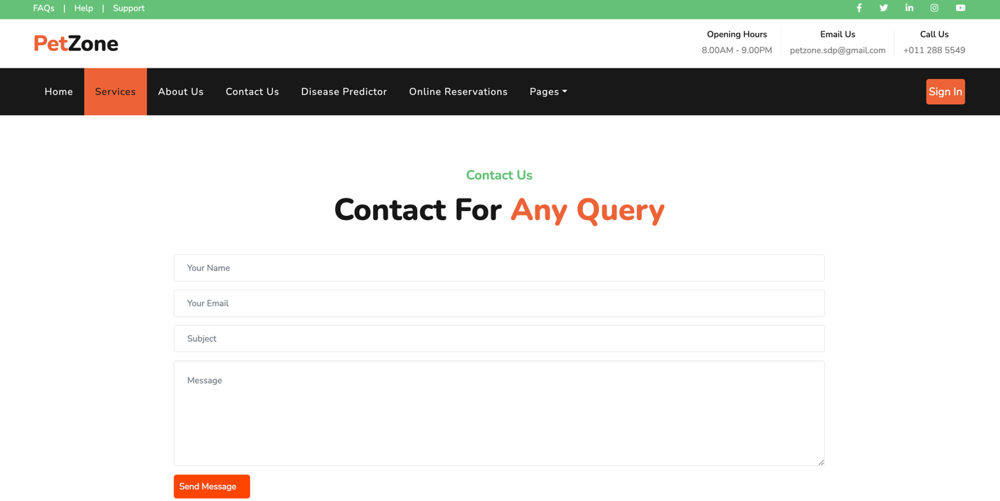 FAQs | Help | Support
PetZone
Opening Hours
8.00AM - 9.00PM
Email Us
petzone.sdp@gmail.com
Call Us
+011 288 5549
Home Services About Us Contact Us Disease Predictor Online Reservations Pages Sign In
Contact Us
Contact For Any Query
Your Name
Your Email
Subject
Message
Send Message